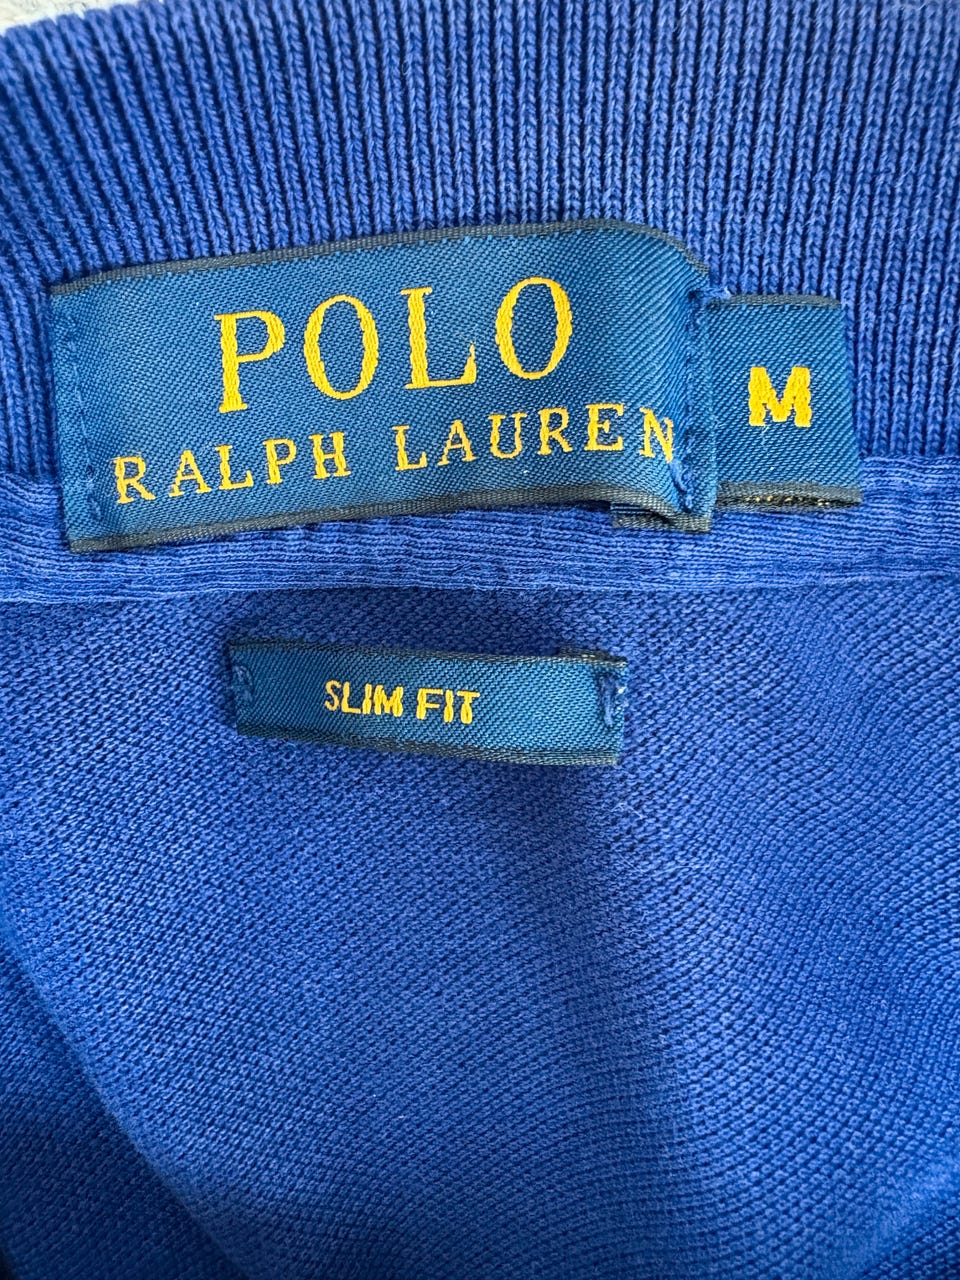 POLO
RALPH LAUREN
M
SLIM FIT